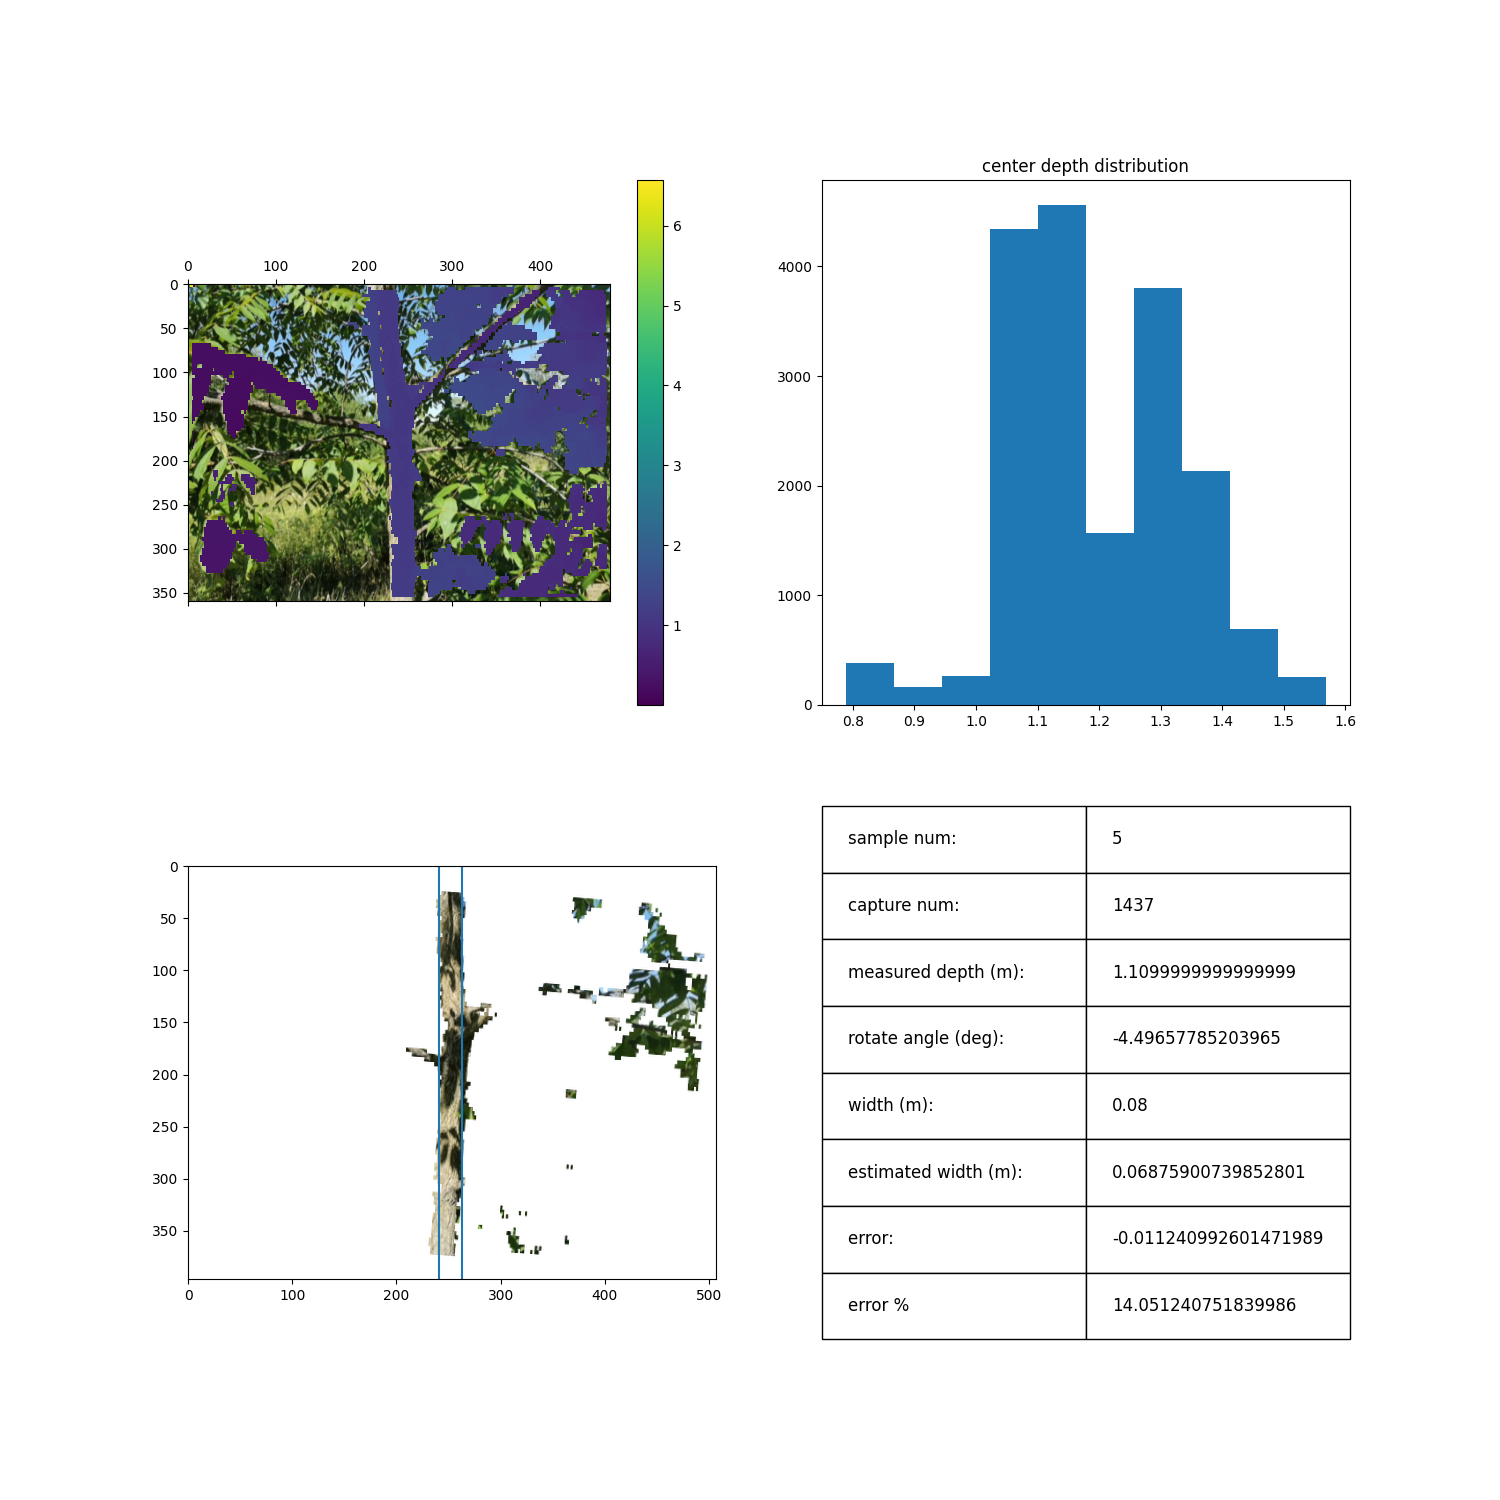 0 100 200 300 400
0
50
100
150
200
250
300
350
6
5
4
3
2
1
center depth distribution
4000
3000
2000
1000
0
0.8 0.9 1.0 1.1 1.2 1.3 1.4 1.5 1.6
0
50
100
150
200
250
300
350
0 100 200 300 400 500
sample num: 5
capture num: 1437
measured depth (m): 1.1099999999999999
rotate angle (deg): -4.49657785203965
width (m): 0.08
estimated width (m): 0.06875900739852801
error: -0.011240992601471989
error % 14.051240751839986